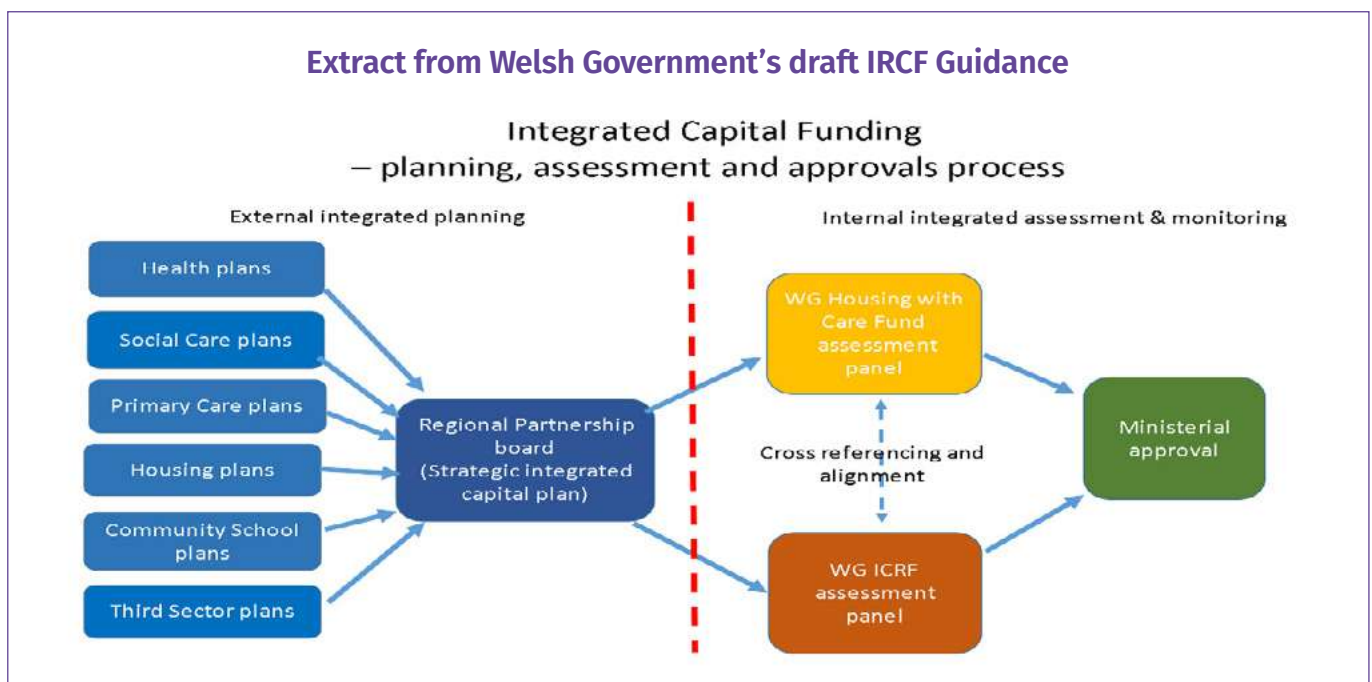 Extract from Welsh Government's draft IRCF Guidance
Integrated Capital Funding
– planning, assessment and approvals process
External integrated planning
Internal integrated assessment & monitoring
Health plans
Social Care plans
Primary Care plans
Housing plans
Community School
plans
Third Sector plans
Regional Partnership
board
(Strategic integrated
capital plan)
WG Housing with
Care Fund
assessment
panel
Cross referencing and
alignment
WG ICRF
assessment
panel
Ministerial
approval